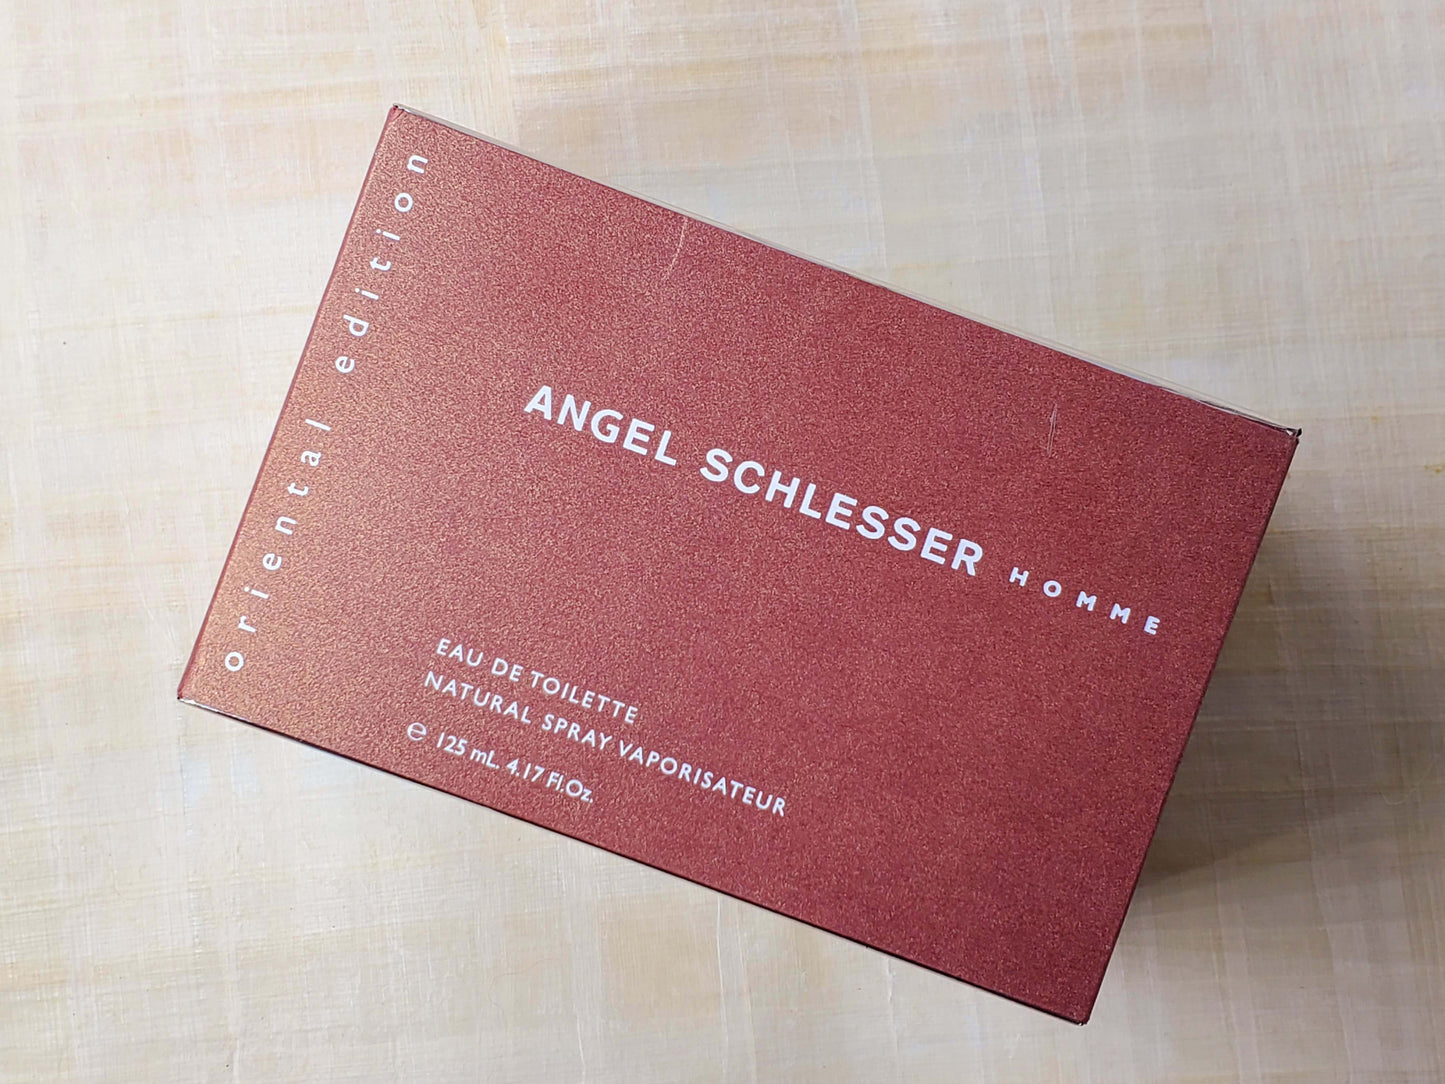 oriental edition
ANGEL SCHLESSER HOMME
EAU DE TOILETTE
NATURAL SPRAY VAPORISATEUR
℮ 125 mL 4.17 Fl.Oz.